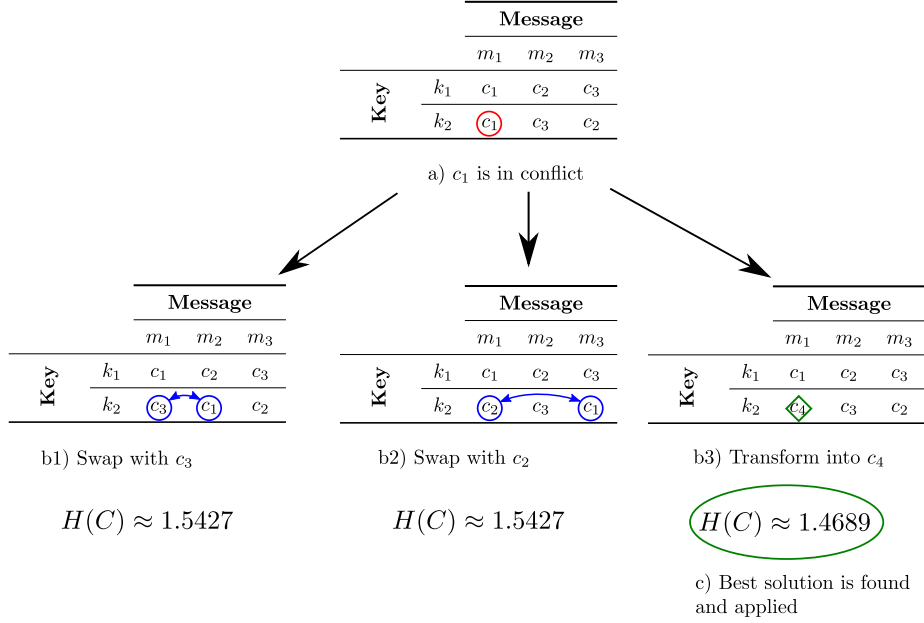 Message
m₁ m₂ m₃
Key
k₁ c₁ c₂ c₃
k₂ c₁ c₃ c₂
a) c₁ is in conflict
Message
m₁ m₂ m₃
Key
k₁ c₁ c₂ c₃
k₂ c₃ c₁ c₂
b1) Swap with c₃
H(C) ≈ 1.5427
Message
m₁ m₂ m₃
Key
k₁ c₁ c₂ c₃
k₂ c₂ c₃ c₁
b2) Swap with c₂
H(C) ≈ 1.5427
Message
m₁ m₂ m₃
Key
k₁ c₁ c₂ c₃
k₂ c₄ c₃ c₂
b3) Transform into c₄
H(C) ≈ 1.4689
c) Best solution is found
and applied